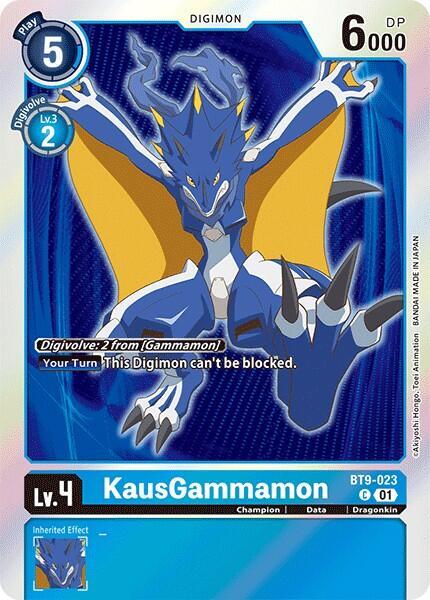 DIGIMON
Play
5
DP
6000
Digivolve
Lv.3
2
Digivolve: 2 from [Gammamon]
Your Turn This Digimon can't be blocked.
©Akiyoshi Hongo, Toei Animation BANDAI MADE IN JAPAN
Lv.4
KausGammamon
BT9-023
C 01
Champion | Data | Dragonkin
Inherited Effect
–